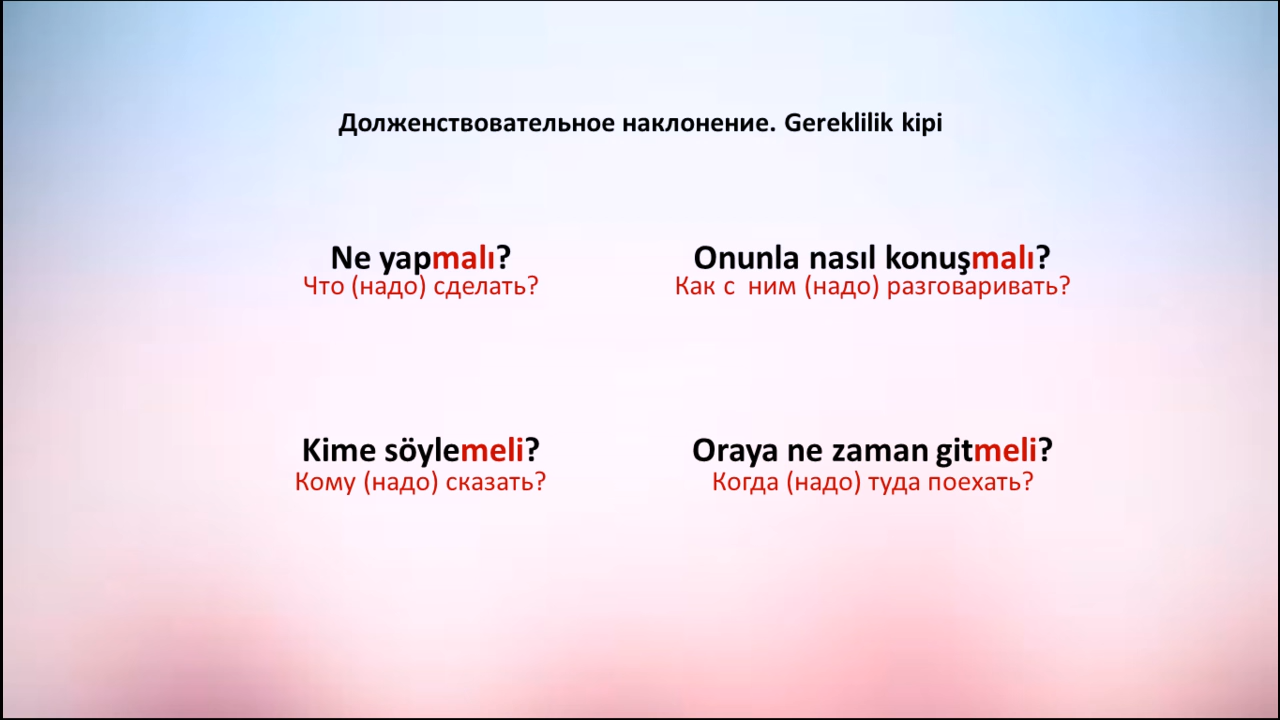 Долженствовательное наклонение. Gereklilik kipi
Ne yapmalı?
Что (надо) сделать?
Onunla nasıl konuşmalı?
Как с ним (надо) разговаривать?
Kime söylemeli?
Кому (надо) сказать?
Oraya ne zaman gitmeli?
Когда (надо) туда поехать?